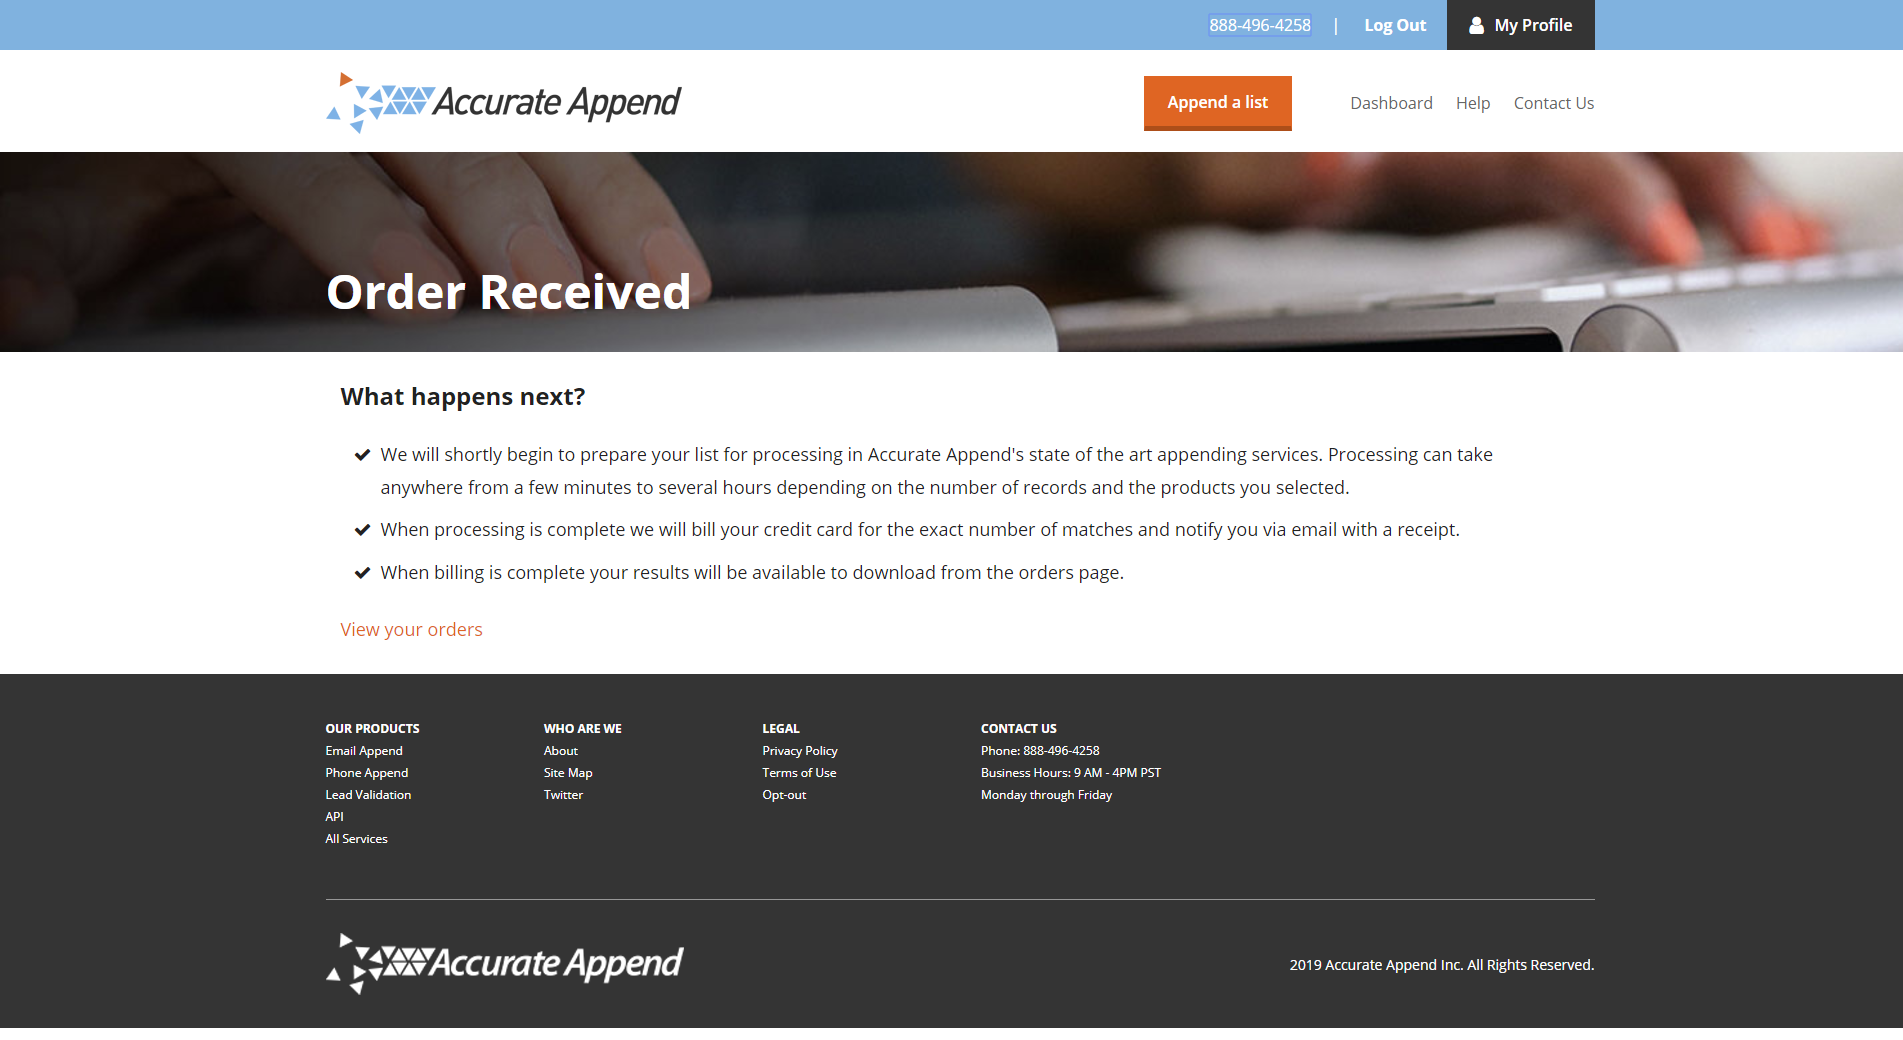 888-496-4258 | Log Out My Profile
Accurate Append
Append a list
Dashboard Help Contact Us
Order Received
What happens next?
We will shortly begin to prepare your list for processing in Accurate Append's state of the art appending services. Processing can take
anywhere from a few minutes to several hours depending on the number of records and the products you selected.
When processing is complete we will bill your credit card for the exact number of matches and notify you via email with a receipt.
When billing is complete your results will be available to download from the orders page.
View your orders
OUR PRODUCTS
Email Append
Phone Append
Lead Validation
API
All Services
WHO ARE WE
About
Site Map
Twitter
LEGAL
Privacy Policy
Terms of Use
Opt-out
CONTACT US
Phone: 888-496-4258
Business Hours: 9 AM - 4PM PST
Monday through Friday
Accurate Append
2019 Accurate Append Inc. All Rights Reserved.